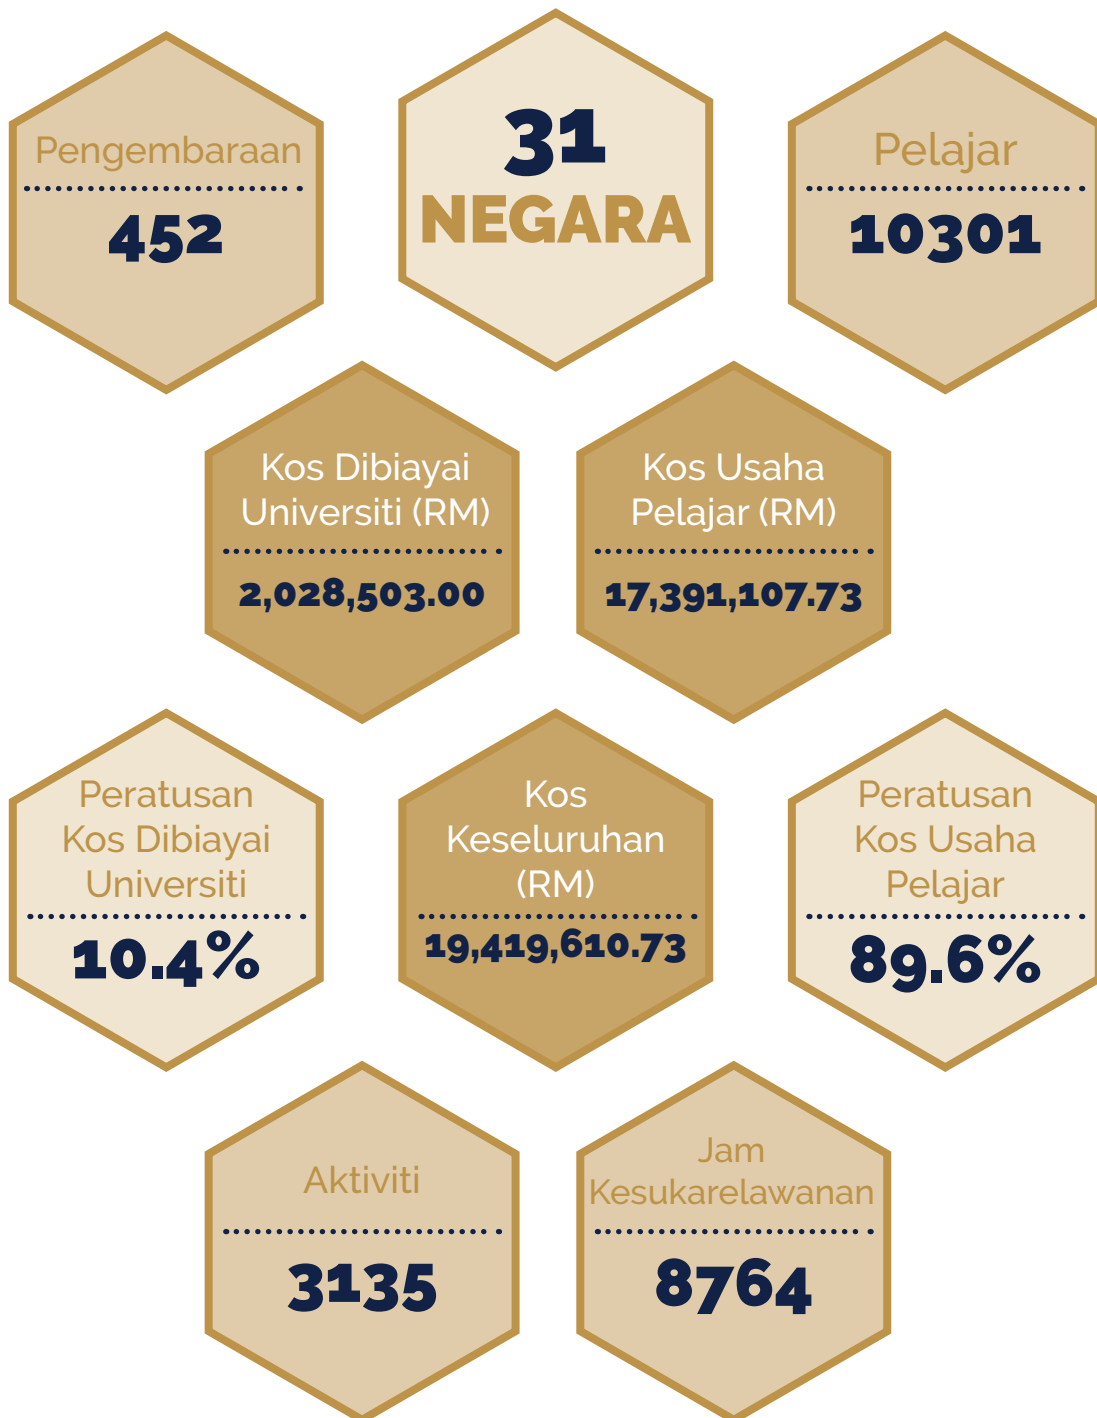 Pengembaraan
452
31
NEGARA
Pelajar
10301
Kos Dibiayai
Universiti (RM)
2,028,503.00
Kos Usaha
Pelajar (RM)
17,391,107.73
Peratusan
Kos Dibiayai
Universiti
10.4%
Kos
Keseluruhan
(RM)
19,419,610.73
Peratusan
Kos Usaha
Pelajar
89.6%
Aktiviti
3135
Jam
Kesukarelawanan
8764